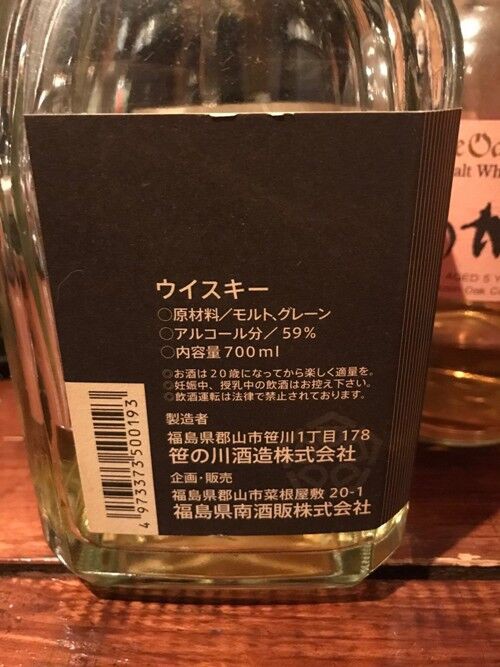 ウイスキー
○原材料/モルト、グレーン
○アルコール分/59%
○内容量700ml
◎お酒は20歳になってから楽しく適量を。
◎妊娠中、授乳中の飲酒はお控え下さい。
◎飲酒運転は法律で禁止されております。
製造者
福島県郡山市笹川1丁目178
笹の川酒造株式会社
企画・販売
福島県郡山市菜根屋敷20-1
福島県南酒販株式会社
4973373500193
alt Wh
AGED 5
Oak C